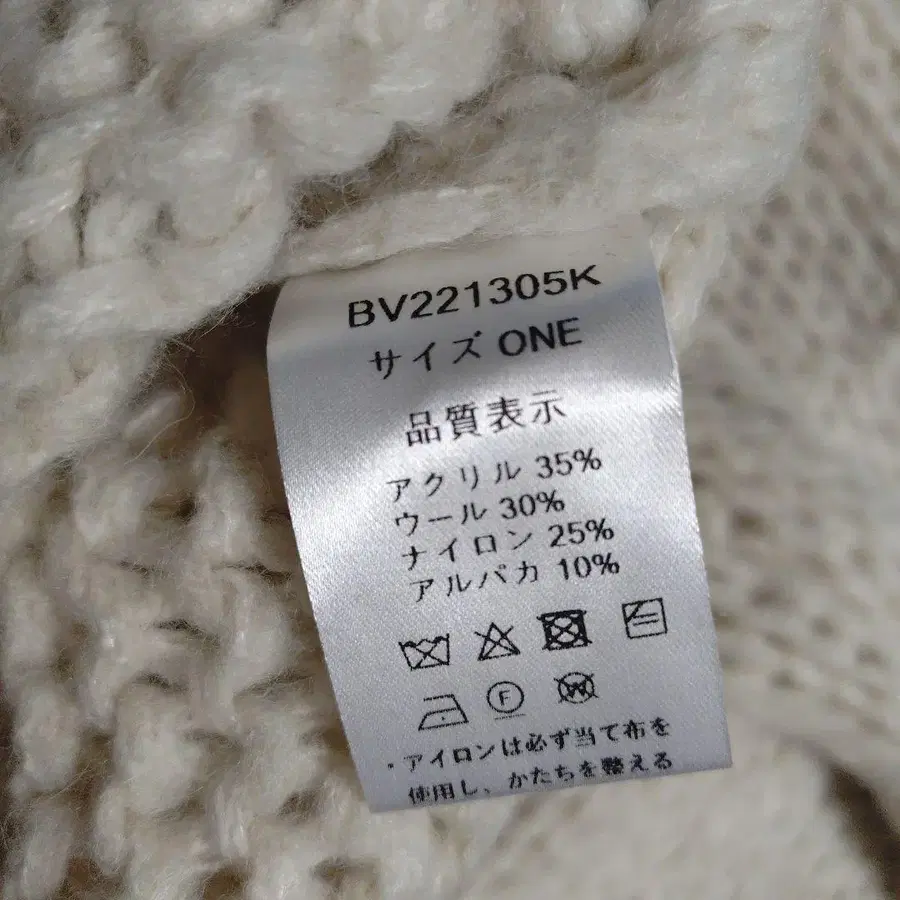 BV221305K
サイズ ONE
品質表示
アクリル 35%
ウール 30%
ナイロン 25%
アルパカ 10%
F W
・アイロンは必ず当て布を
使用し、かたちを整える